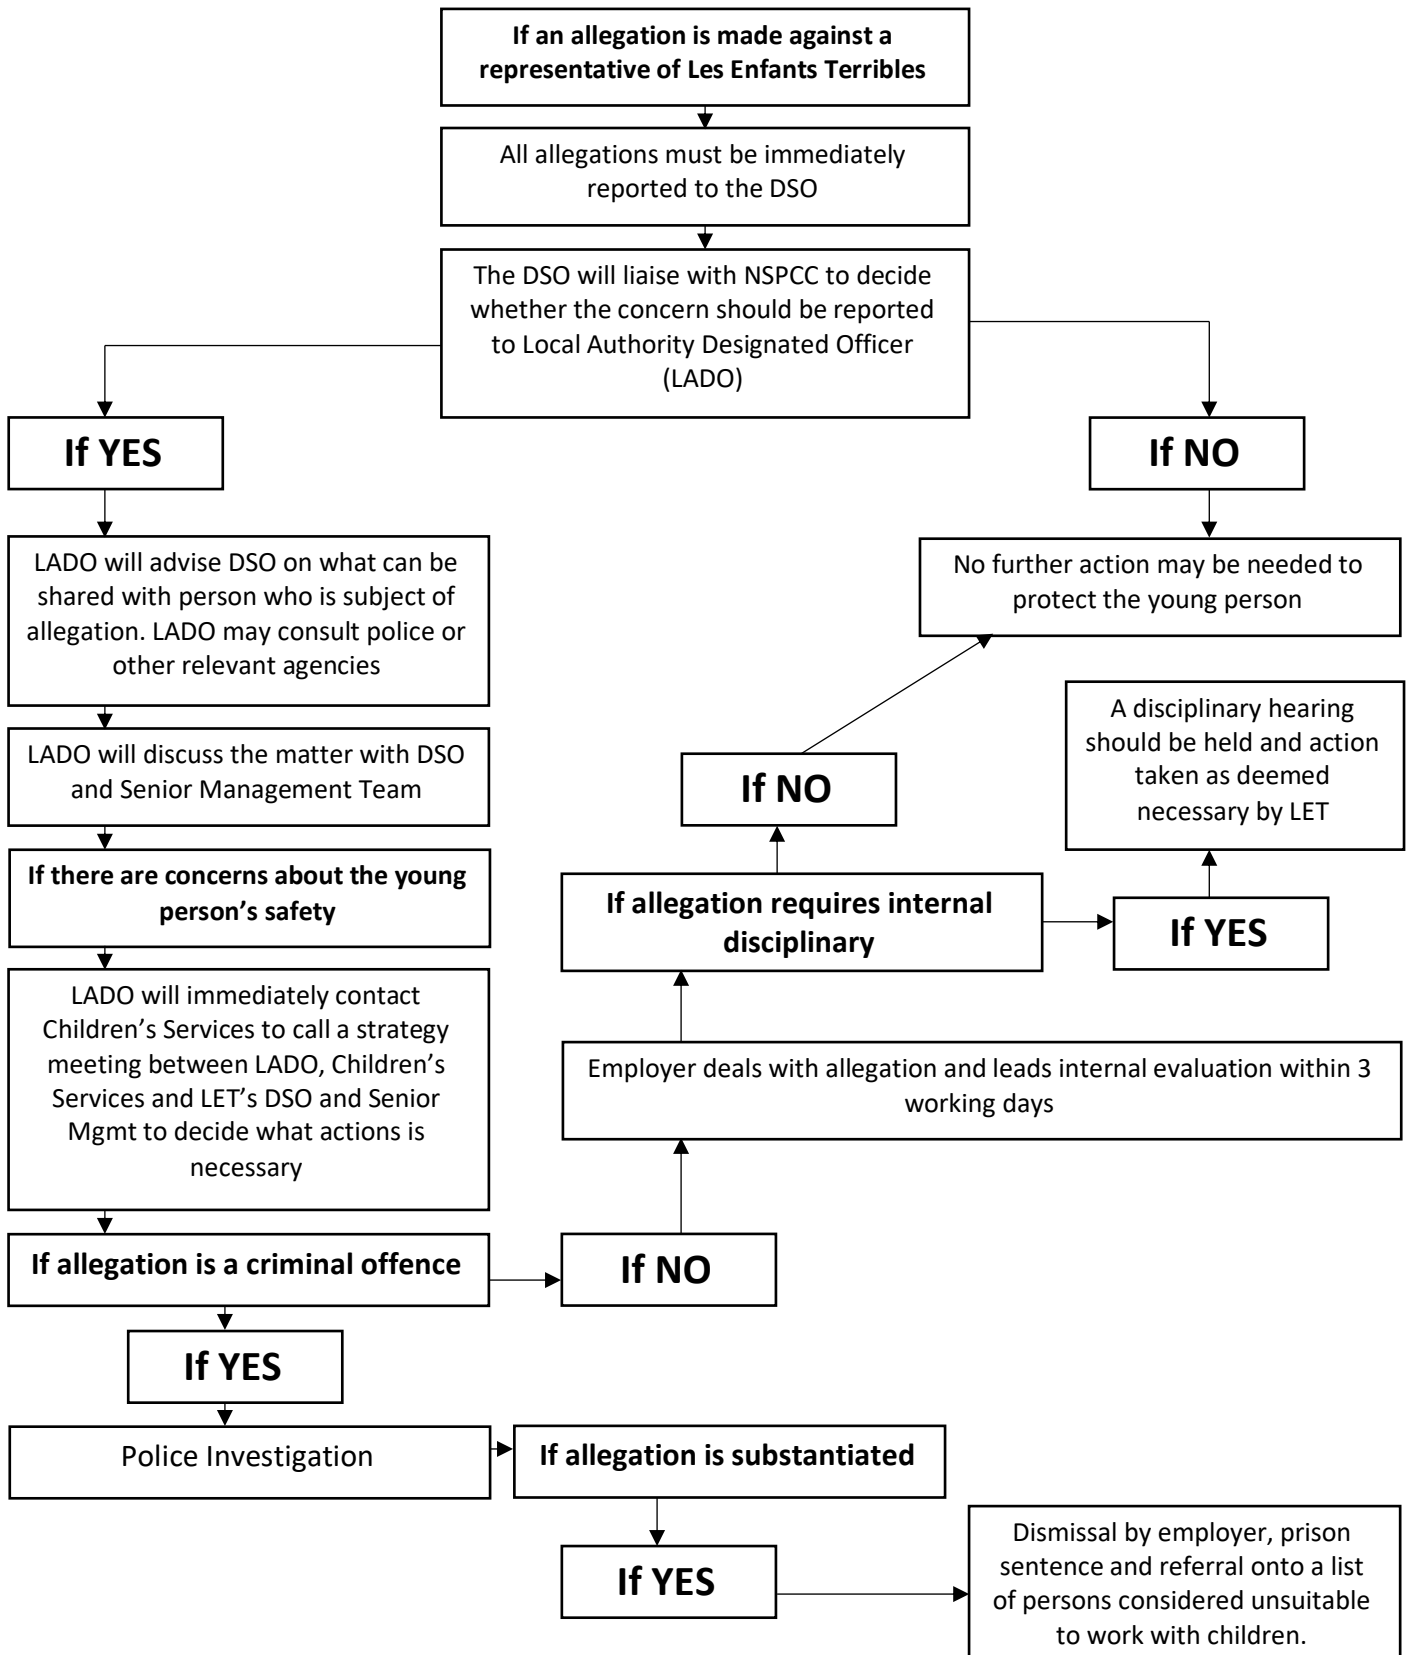 If an allegation is made against a
representative of Les Enfants Terribles
All allegations must be immediately
reported to the DSO
The DSO will liaise with NSPCC to decide
whether the concern should be reported
to Local Authority Designated Officer
(LADO)
If YES
If NO
LADO will advise DSO on what can be
shared with person who is subject of
allegation. LADO may consult police or
other relevant agencies
No further action may be needed to
protect the young person
LADO will discuss the matter with DSO
and Senior Management Team
If NO
A disciplinary hearing
should be held and action
taken as deemed
necessary by LET
If there are concerns about the young
person’s safety
If allegation requires internal
disciplinary
If YES
LADO will immediately contact
Children’s Services to call a strategy
meeting between LADO, Children’s
Services and LET’s DSO and Senior
Mgmt to decide what actions is
necessary
Employer deals with allegation and leads internal evaluation within 3
working days
If allegation is a criminal offence
If NO
If YES
Police Investigation
If allegation is substantiated
If YES
Dismissal by employer, prison
sentence and referral onto a list
of persons considered unsuitable
to work with children.